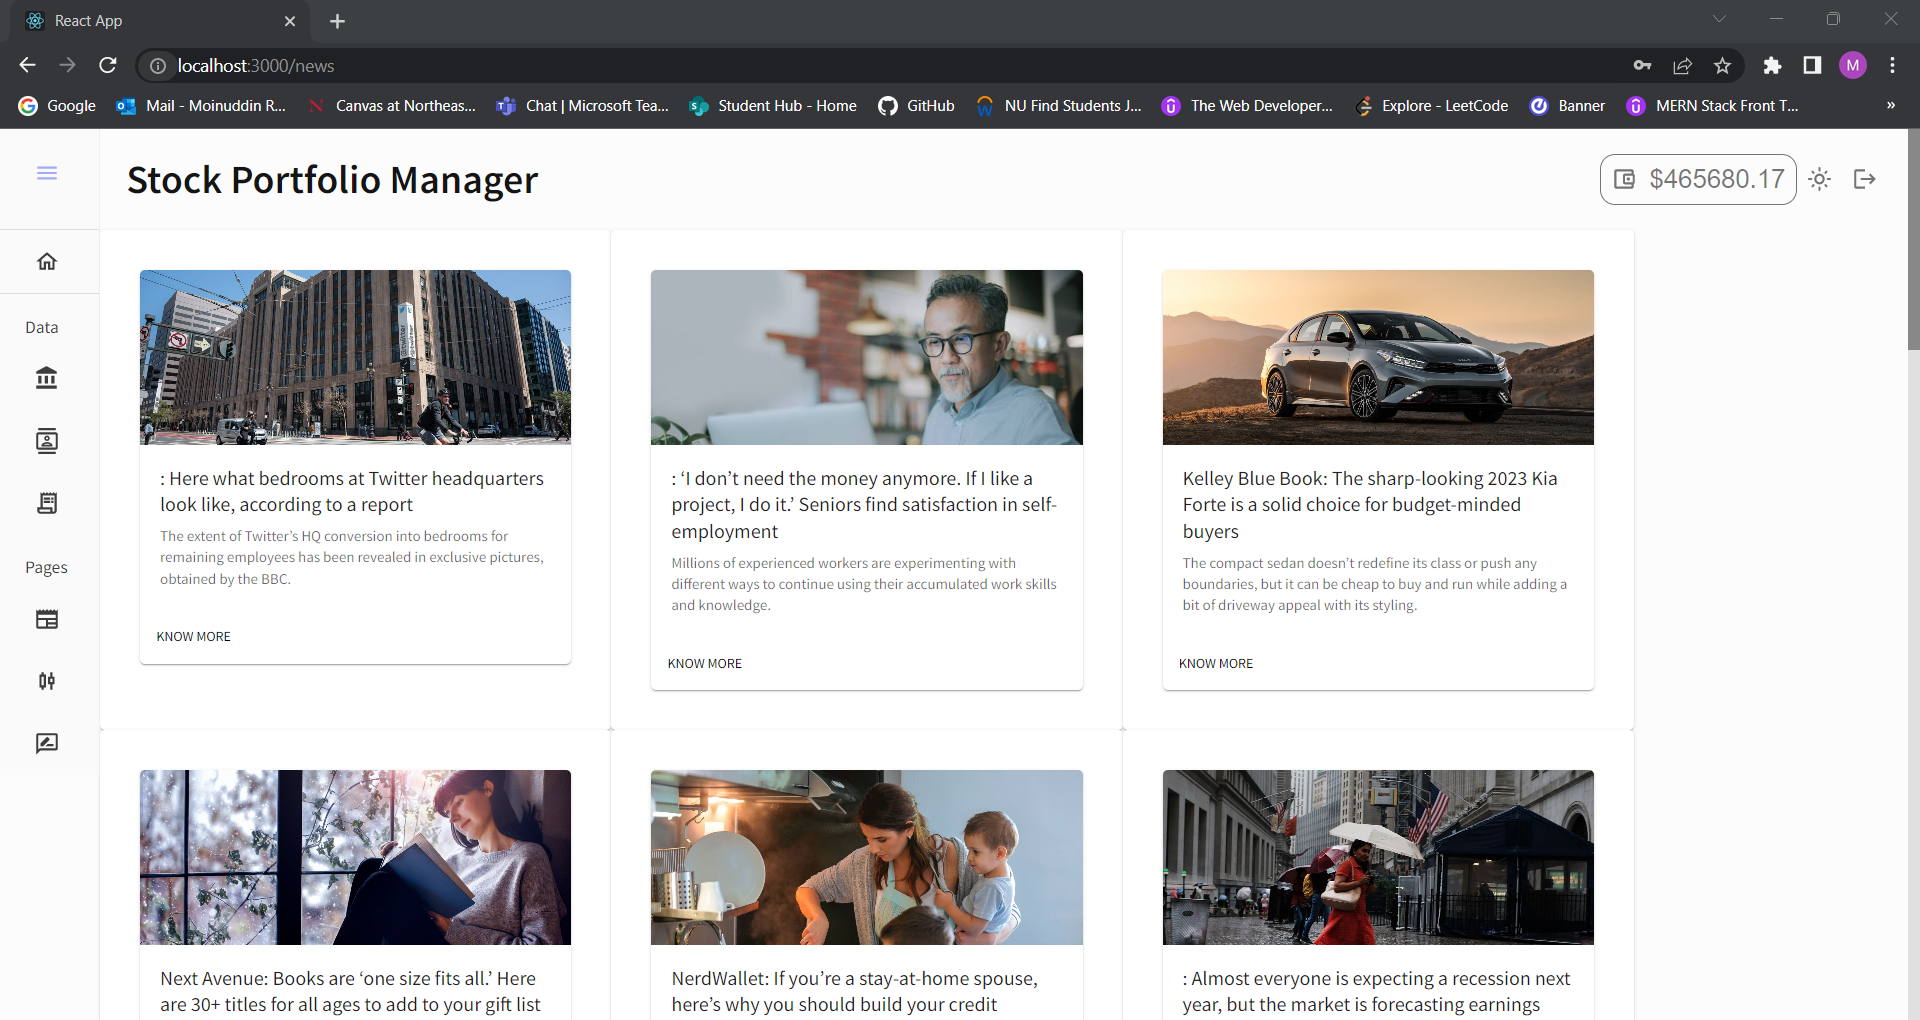 React App
localhost:3000/news
M
Google
Mail - Moinuddin R...
Canvas at Northeas...
Chat | Microsoft Tea...
Student Hub - Home
GitHub
NU Find Students J...
The Web Developer...
Explore - LeetCode
Banner
MERN Stack Front T...
»
Stock Portfolio Manager
$465680.17
Data
Pages
: Here what bedrooms at Twitter headquarters
look like, according to a report
The extent of Twitter’s HQ conversion into bedrooms for
remaining employees has been revealed in exclusive pictures,
obtained by the BBC.
KNOW MORE
: ‘I don’t need the money anymore. If I like a
project, I do it.’ Seniors find satisfaction in self-
employment
Millions of experienced workers are experimenting with
different ways to continue using their accumulated work skills
and knowledge.
KNOW MORE
Kelley Blue Book: The sharp-looking 2023 Kia
Forte is a solid choice for budget-minded
buyers
The compact sedan doesn’t redefine its class or push any
boundaries, but it can be cheap to buy and run while adding a
bit of driveway appeal with its styling.
KNOW MORE
Next Avenue: Books are ‘one size fits all.’ Here
are 30+ titles for all ages to add to your gift list
NerdWallet: If you’re a stay-at-home spouse,
here’s why you should build your credit
: Almost everyone is expecting a recession next
year, but the market is forecasting earnings